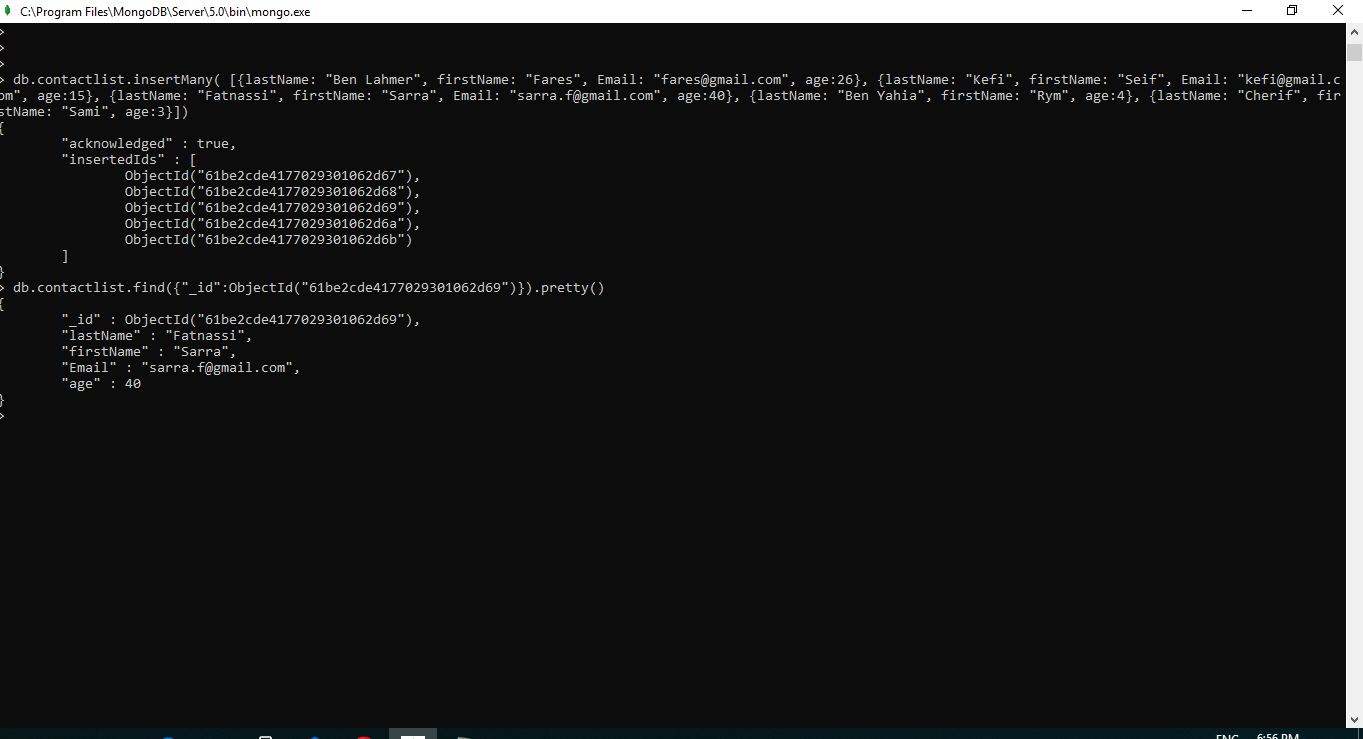 C:\Program Files\MongoDB\Server\5.0\bin\mongo.exe
>
>
>
> db.contactlist.insertMany( [{lastName: "Ben Lahmer", firstName: "Fares", Email: "fares@gmail.com", age:26}, {lastName: "Kefi", firstName: "Seif", Email: "kefi@gmail.c
om", age:15}, {lastName: "Fatnassi", firstName: "Sarra", Email: "sarra.f@gmail.com", age:40}, {lastName: "Ben Yahia", firstName: "Rym", age:4}, {lastName: "Cherif", fir
stName: "Sami", age:3}])
{
        "acknowledged" : true,
        "insertedIds" : [
                ObjectId("61be2cde4177029301062d67"),
                ObjectId("61be2cde4177029301062d68"),
                ObjectId("61be2cde4177029301062d69"),
                ObjectId("61be2cde4177029301062d6a"),
                ObjectId("61be2cde4177029301062d6b")
        ]
}
> db.contactlist.find({"_id":ObjectId("61be2cde4177029301062d69")}).pretty()
{
        "_id" : ObjectId("61be2cde4177029301062d69"),
        "lastName" : "Fatnassi",
        "firstName" : "Sarra",
        "Email" : "sarra.f@gmail.com",
        "age" : 40
}
>
ENG 6:56 PM